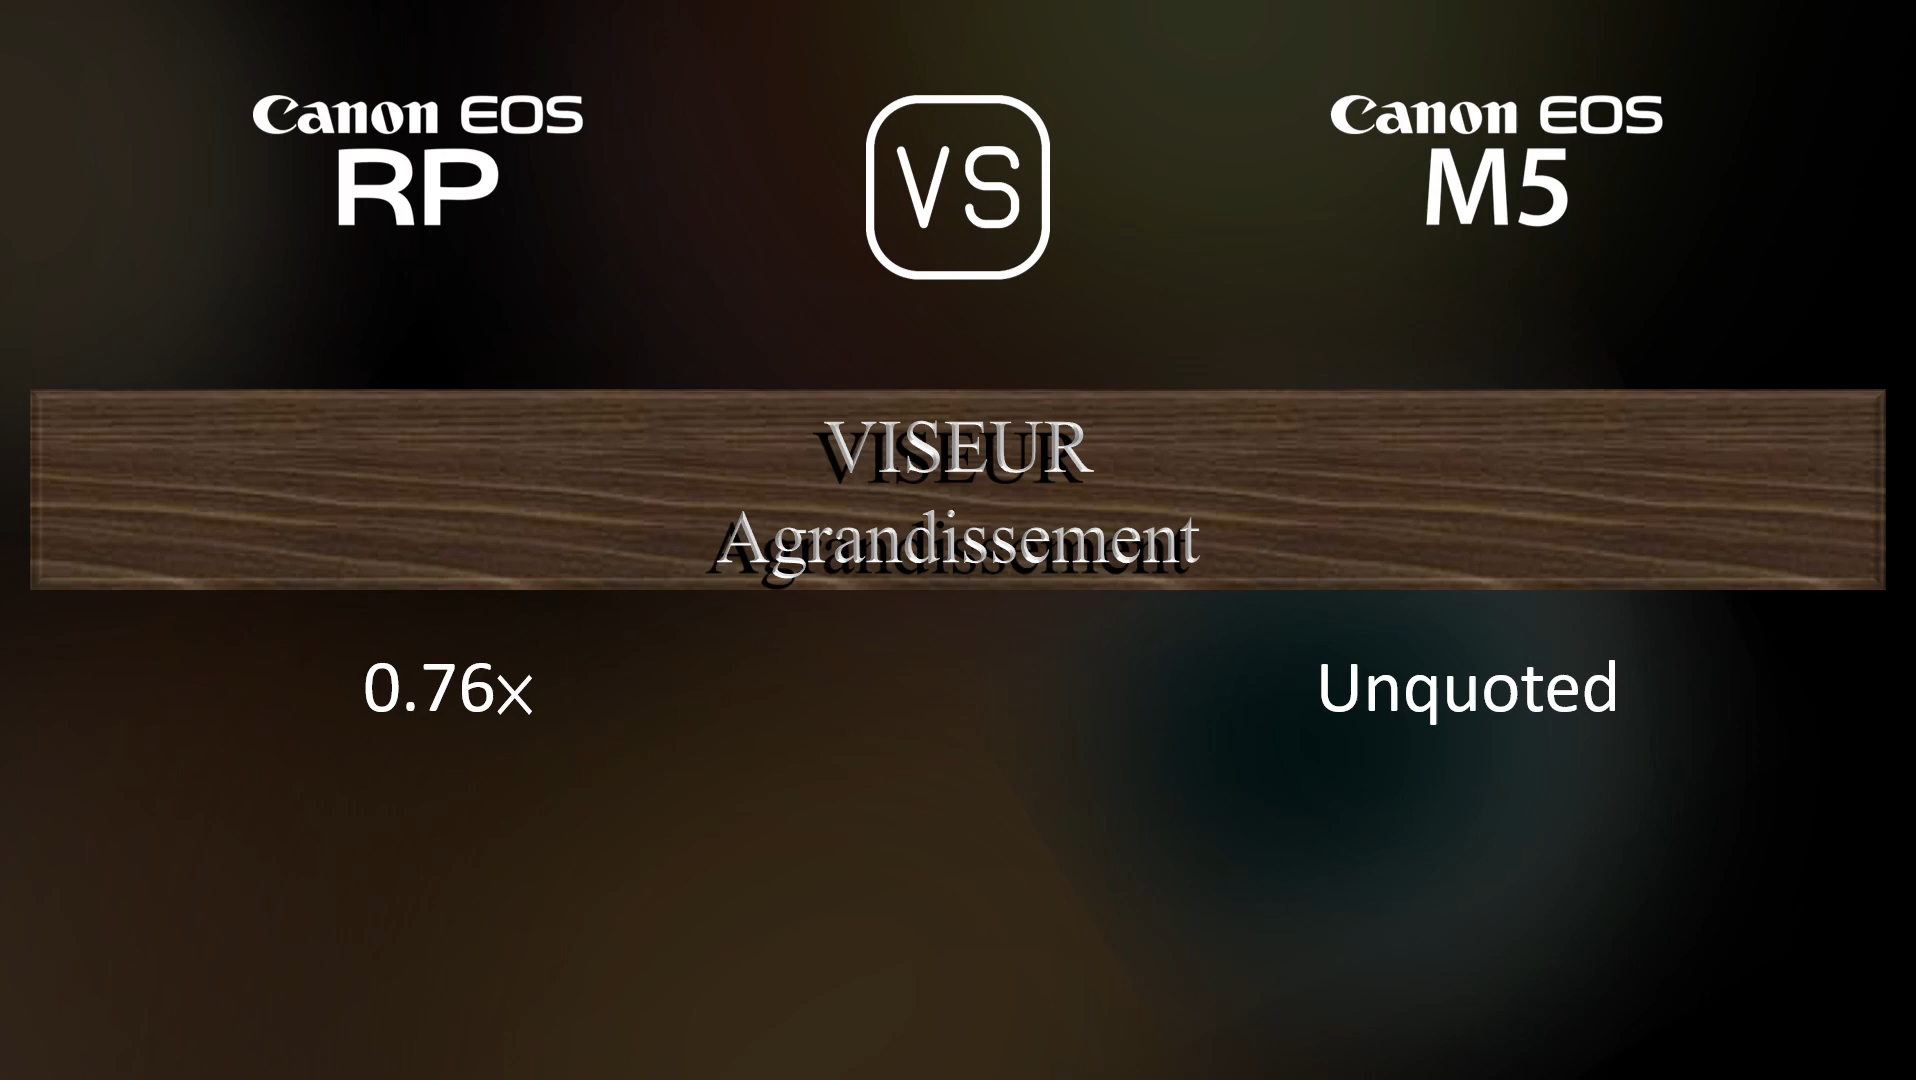 Canon EOS
RP
VS
Canon EOS
M5
VISEUR
Agrandissement
0.76x
Unquoted